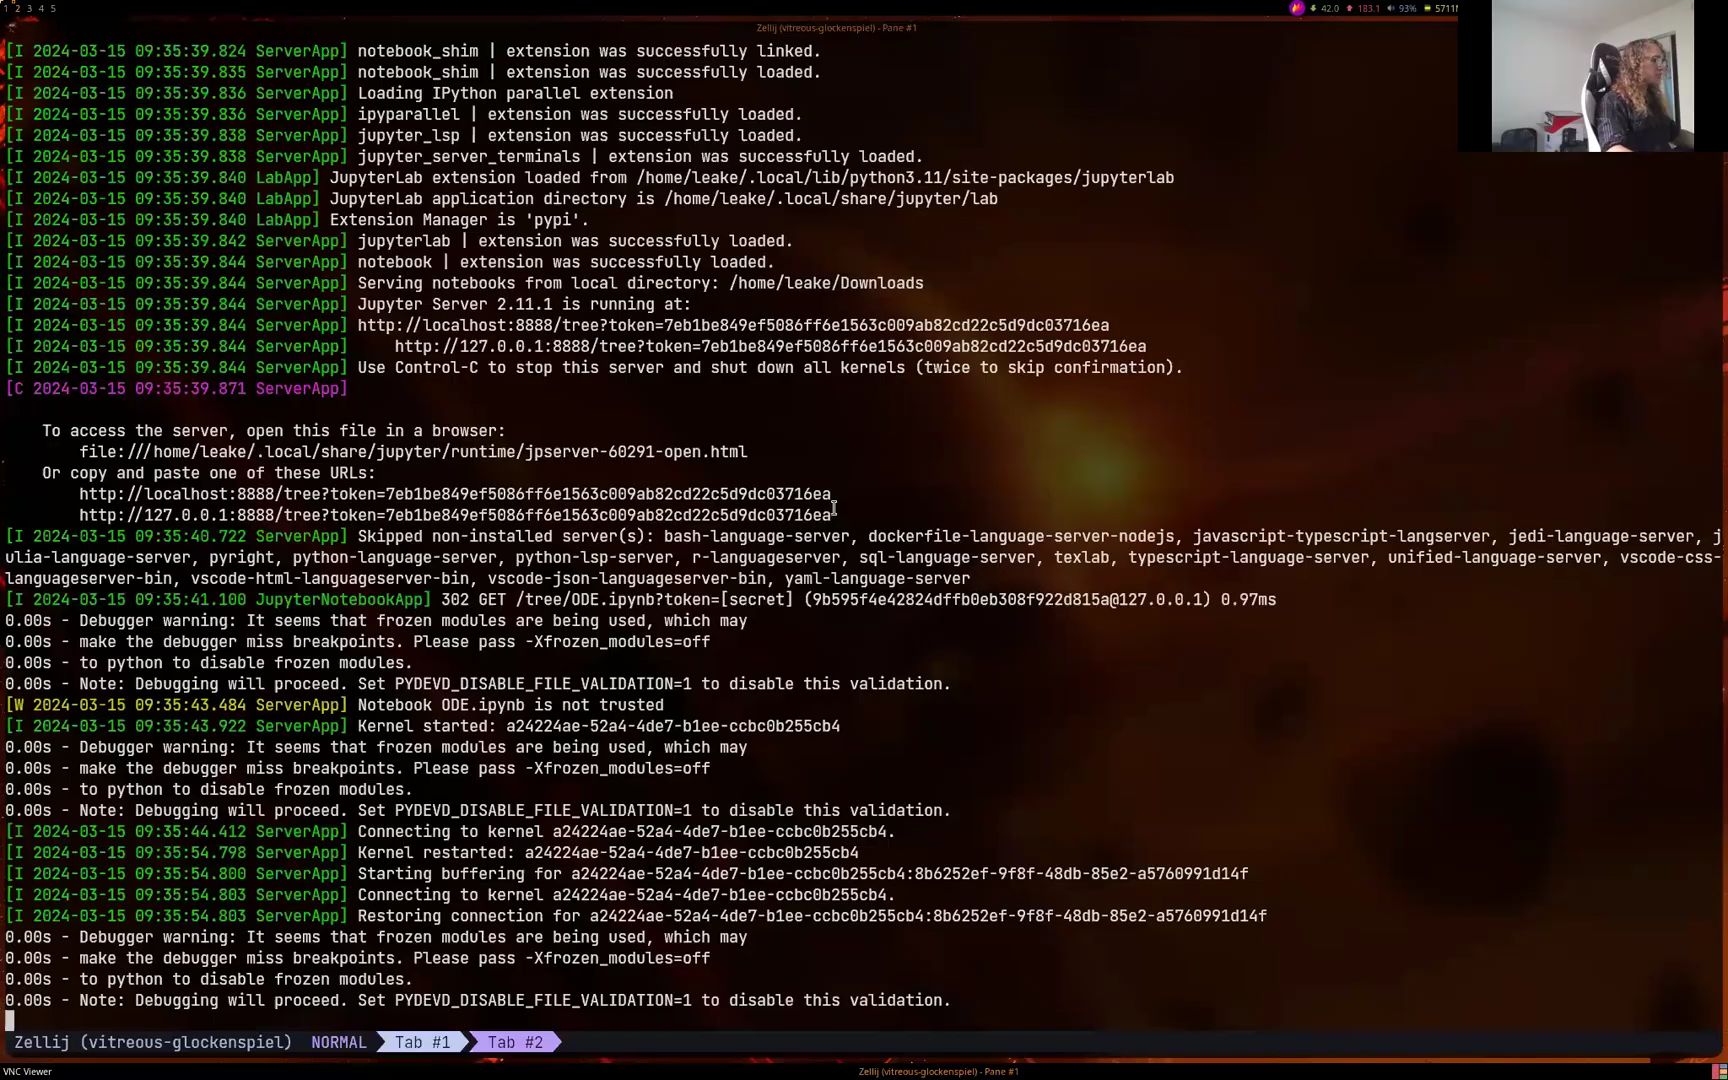 1 2 3 4 5
42.0 183.1 93% 5711
Zellij (vitreous-glockenspiel) - Pane #1
[I 2024-03-15 09:35:39.824 ServerApp] notebook_shim | extension was successfully linked.
[I 2024-03-15 09:35:39.835 ServerApp] notebook_shim | extension was successfully loaded.
[I 2024-03-15 09:35:39.836 ServerApp] Loading IPython parallel extension
[I 2024-03-15 09:35:39.836 ServerApp] ipyparallel | extension was successfully loaded.
[I 2024-03-15 09:35:39.838 ServerApp] jupyter_lsp | extension was successfully loaded.
[I 2024-03-15 09:35:39.838 ServerApp] jupyter_server_terminals | extension was successfully loaded.
[I 2024-03-15 09:35:39.840 LabApp] JupyterLab extension loaded from /home/leake/.local/lib/python3.11/site-packages/jupyterlab
[I 2024-03-15 09:35:39.840 LabApp] JupyterLab application directory is /home/leake/.local/share/jupyter/lab
[I 2024-03-15 09:35:39.840 LabApp] Extension Manager is 'pypi'.
[I 2024-03-15 09:35:39.842 ServerApp] jupyterlab | extension was successfully loaded.
[I 2024-03-15 09:35:39.844 ServerApp] notebook | extension was successfully loaded.
[I 2024-03-15 09:35:39.844 ServerApp] Serving notebooks from local directory: /home/leake/Downloads
[I 2024-03-15 09:35:39.844 ServerApp] Jupyter Server 2.11.1 is running at:
[I 2024-03-15 09:35:39.844 ServerApp] http://localhost:8888/tree?token=7eb1be849ef5086ff6e1563c009ab82cd22c5d9dc03716ea
[I 2024-03-15 09:35:39.844 ServerApp]     http://127.0.0.1:8888/tree?token=7eb1be849ef5086ff6e1563c009ab82cd22c5d9dc03716ea
[I 2024-03-15 09:35:39.844 ServerApp] Use Control-C to stop this server and shut down all kernels (twice to skip confirmation).
[C 2024-03-15 09:35:39.871 ServerApp]
To access the server, open this file in a browser:
file:///home/leake/.local/share/jupyter/runtime/jpserver-60291-open.html
Or copy and paste one of these URLs:
http://localhost:8888/tree?token=7eb1be849ef5086ff6e1563c009ab82cd22c5d9dc03716ea
http://127.0.0.1:8888/tree?token=7eb1be849ef5086ff6e1563c009ab82cd22c5d9dc03716ea
[I 2024-03-15 09:35:40.722 ServerApp] Skipped non-installed server(s): bash-language-server, dockerfile-language-server-nodejs, javascript-typescript-langserver, jedi-language-server, j
ulia-language-server, pyright, python-language-server, python-lsp-server, r-languageserver, sql-language-server, texlab, typescript-language-server, unified-language-server, vscode-css-
languageserver-bin, vscode-html-languageserver-bin, vscode-json-languageserver-bin, yaml-language-server
[I 2024-03-15 09:35:41.100 JupyterNotebookApp] 302 GET /tree/ODE.ipynb?token=[secret] (9b595f4e42824dffb0eb308f922d815a@127.0.0.1) 0.97ms
0.00s - Debugger warning: It seems that frozen modules are being used, which may
0.00s - make the debugger miss breakpoints. Please pass -Xfrozen_modules=off
0.00s - to python to disable frozen modules.
0.00s - Note: Debugging will proceed. Set PYDEVD_DISABLE_FILE_VALIDATION=1 to disable this validation.
[W 2024-03-15 09:35:43.484 ServerApp] Notebook ODE.ipynb is not trusted
[I 2024-03-15 09:35:43.922 ServerApp] Kernel started: a24224ae-52a4-4de7-b1ee-ccbc0b255cb4
0.00s - Debugger warning: It seems that frozen modules are being used, which may
0.00s - make the debugger miss breakpoints. Please pass -Xfrozen_modules=off
0.00s - to python to disable frozen modules.
0.00s - Note: Debugging will proceed. Set PYDEVD_DISABLE_FILE_VALIDATION=1 to disable this validation.
[I 2024-03-15 09:35:44.412 ServerApp] Connecting to kernel a24224ae-52a4-4de7-b1ee-ccbc0b255cb4.
[I 2024-03-15 09:35:54.798 ServerApp] Kernel restarted: a24224ae-52a4-4de7-b1ee-ccbc0b255cb4
[I 2024-03-15 09:35:54.800 ServerApp] Starting buffering for a24224ae-52a4-4de7-b1ee-ccbc0b255cb4:8b6252ef-9f8f-48db-85e2-a5760991d14f
[I 2024-03-15 09:35:54.803 ServerApp] Connecting to kernel a24224ae-52a4-4de7-b1ee-ccbc0b255cb4.
[I 2024-03-15 09:35:54.803 ServerApp] Restoring connection for a24224ae-52a4-4de7-b1ee-ccbc0b255cb4:8b6252ef-9f8f-48db-85e2-a5760991d14f
0.00s - Debugger warning: It seems that frozen modules are being used, which may
0.00s - make the debugger miss breakpoints. Please pass -Xfrozen_modules=off
0.00s - to python to disable frozen modules.
0.00s - Note: Debugging will proceed. Set PYDEVD_DISABLE_FILE_VALIDATION=1 to disable this validation.
Zellij (vitreous-glockenspiel) NORMAL Tab #1 Tab #2
VNC Viewer
Zellij (vitreous-glockenspiel) - Pane #1